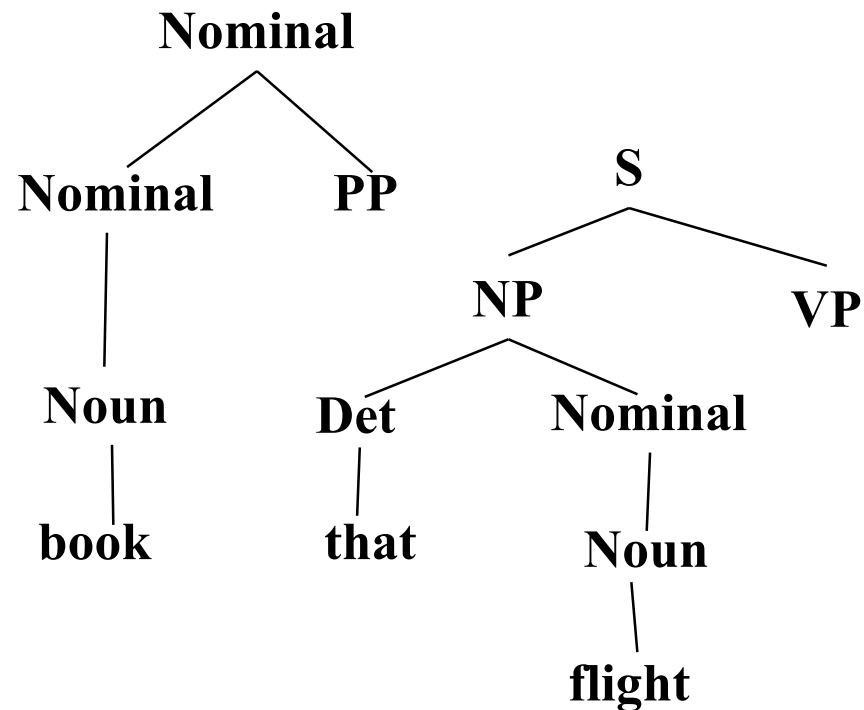 Nominal
Nominal PP S
NP VP
Noun Det Nominal
book that Noun
flight